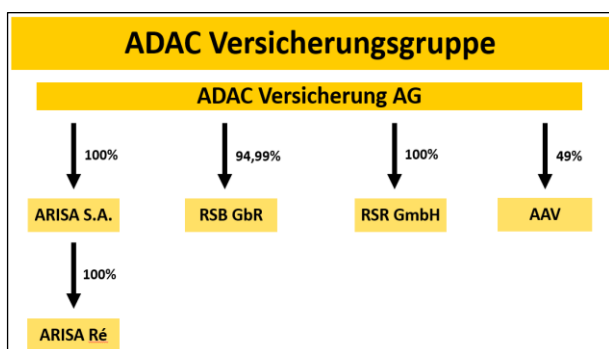 ADAC Versicherungsgruppe
ADAC Versicherung AG
100%
94,99%
100%
49%
ARISA S.A.
RSB GbR
RSR GmbH
AAV
100%
ARISA Ré